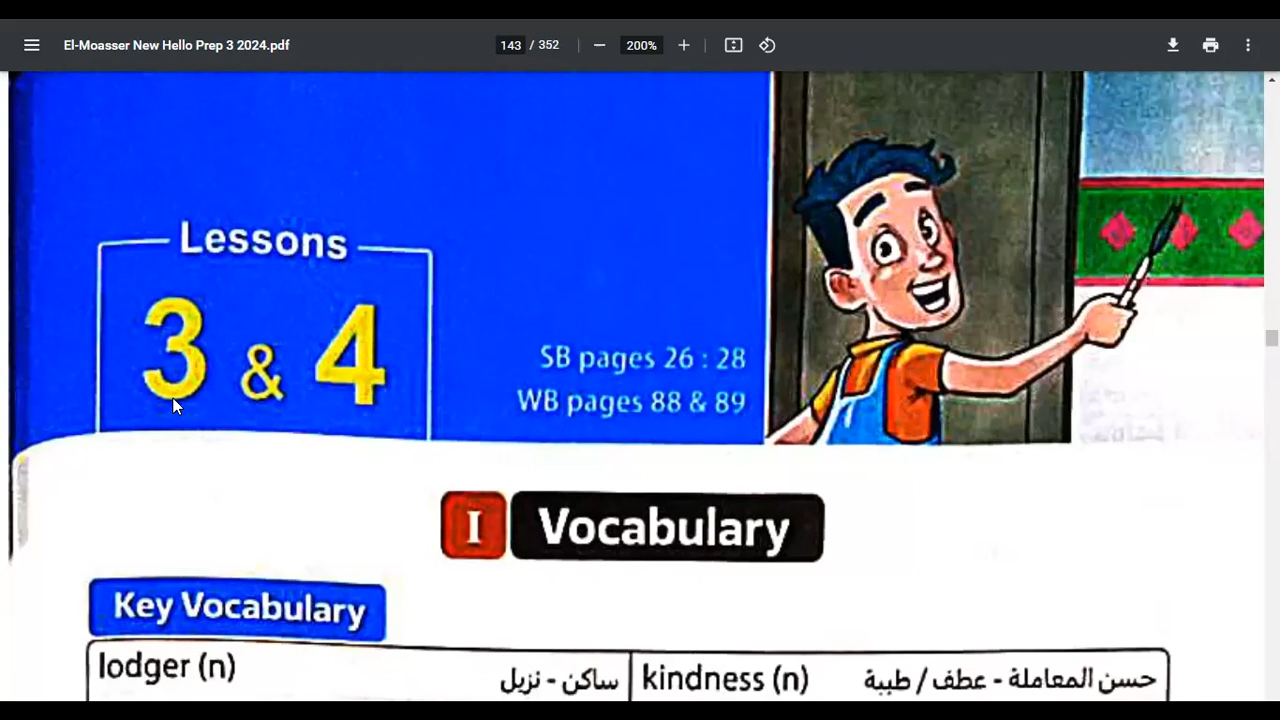 El-Moasser New Hello Prep 3 2024.pdf
143 / 352
200%
Lessons
3 & 4
SB pages 26 : 28
WB pages 88 & 89
I Vocabulary
Key Vocabulary
lodger (n) ساكن - نزيل
kindness (n) حسن المعاملة - عطف / طيبة